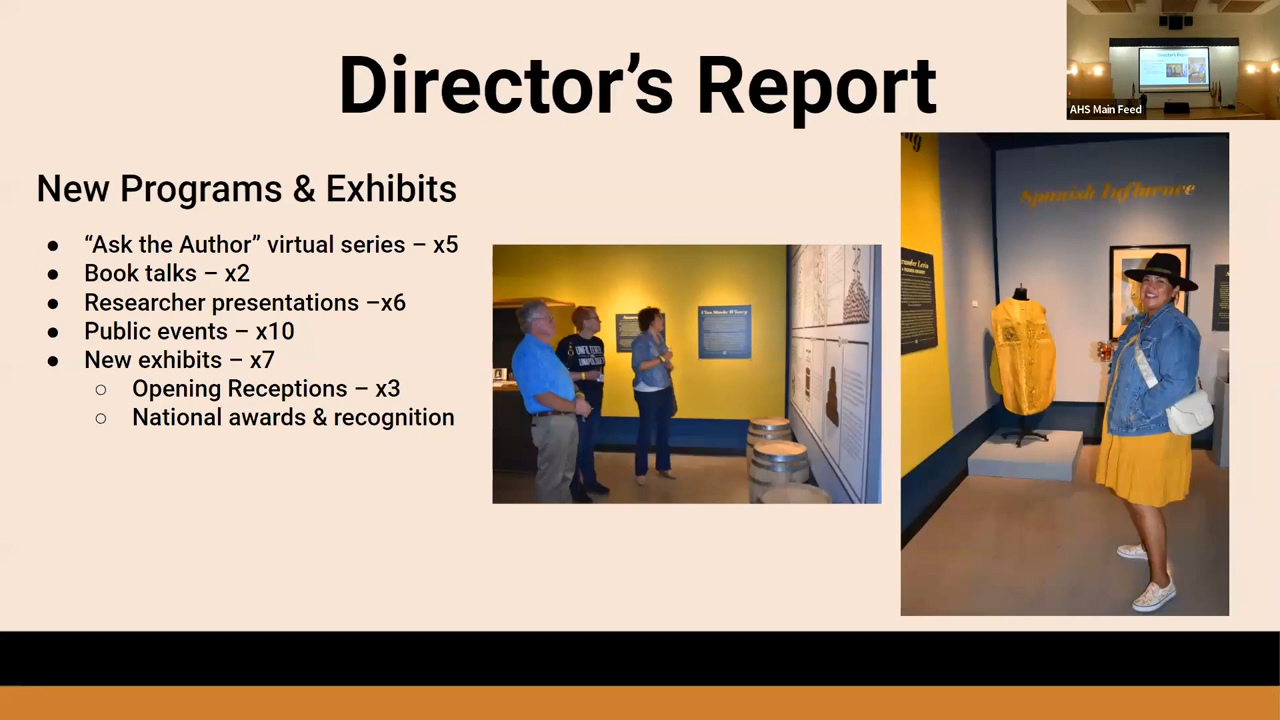 Director’s Report
AHS Main Feed
New Programs & Exhibits
● “Ask the Author” virtual series – x5
● Book talks – x2
● Researcher presentations –x6
● Public events – x10
● New exhibits – x7
○ Opening Receptions – x3
○ National awards & recognition
Spanish Influence